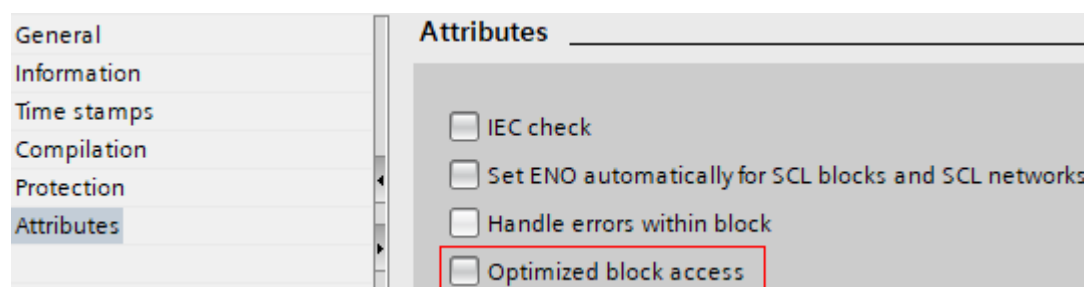 General
Information
Time stamps
Compilation
Protection
Attributes
Attributes
IEC check
Set ENO automatically for SCL blocks and SCL networks
Handle errors within block
Optimized block access